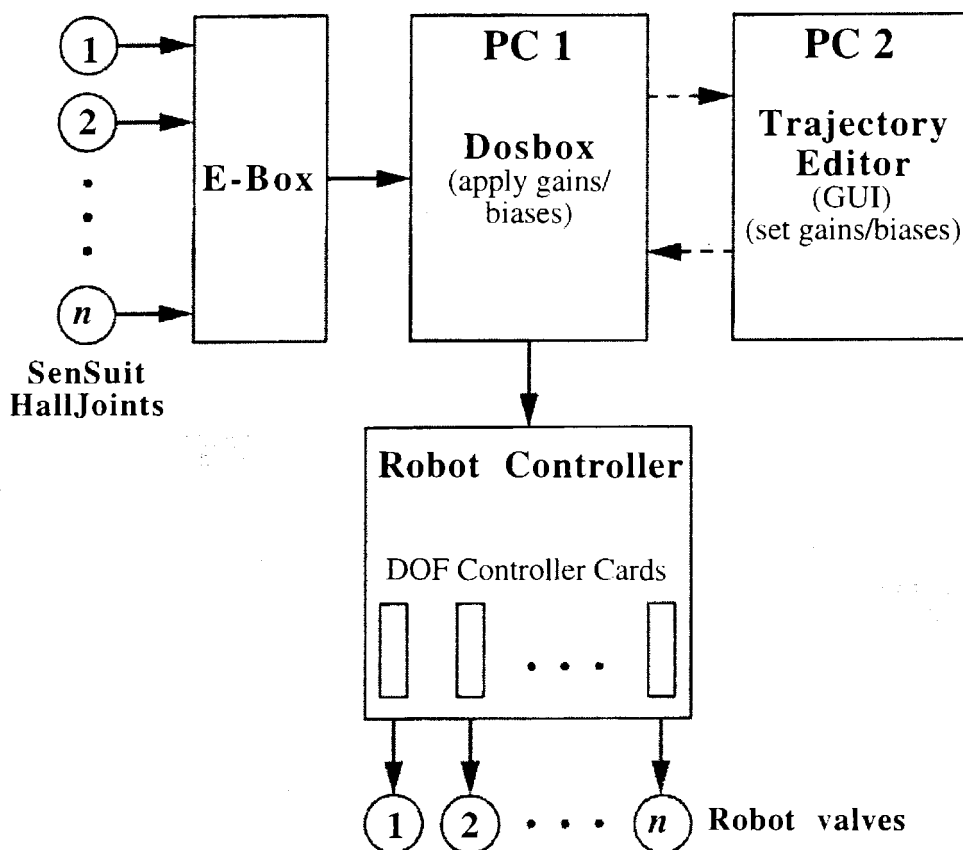 1
2
n
SenSuit
HallJoints
E-Box
PC 1
Dosbox
(apply gains/
biases)
PC 2
Trajectory
Editor
(GUI)
(set gains/biases)
Robot Controller
DOF Controller Cards
1
2
n
Robot valves